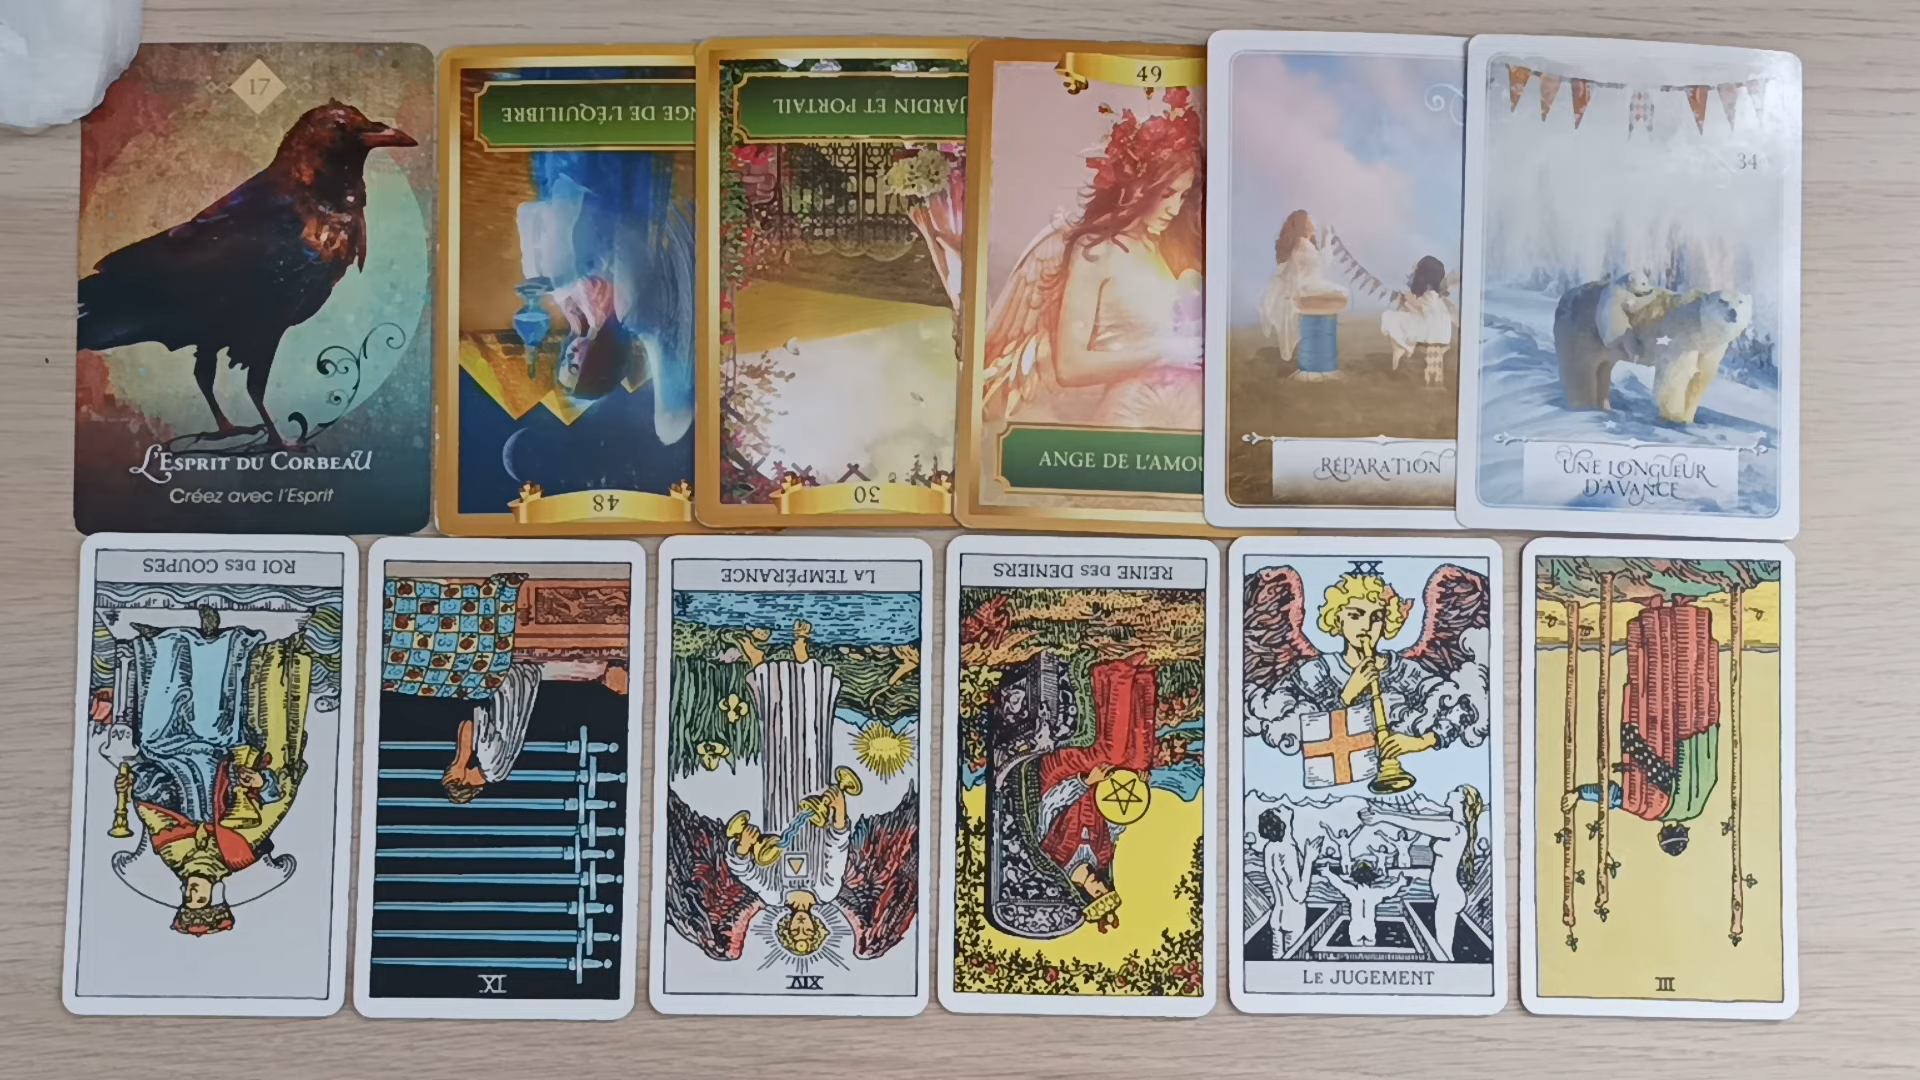 17
L'ESPRIT DU CORBEAU
Créez avec l'Esprit
NGE DE L'ÉQUILIBRE
48
JARDIN ET PORTAIL
30
49
ANGE DE L'AMOU
RÉPARATION
34
UNE LONGUEUR
D'AVANCE
ROI DES COUPES
IX
LA TEMPÉRANCE
XIV
REINE DES DENIERS
XX
LE JUGEMENT
III